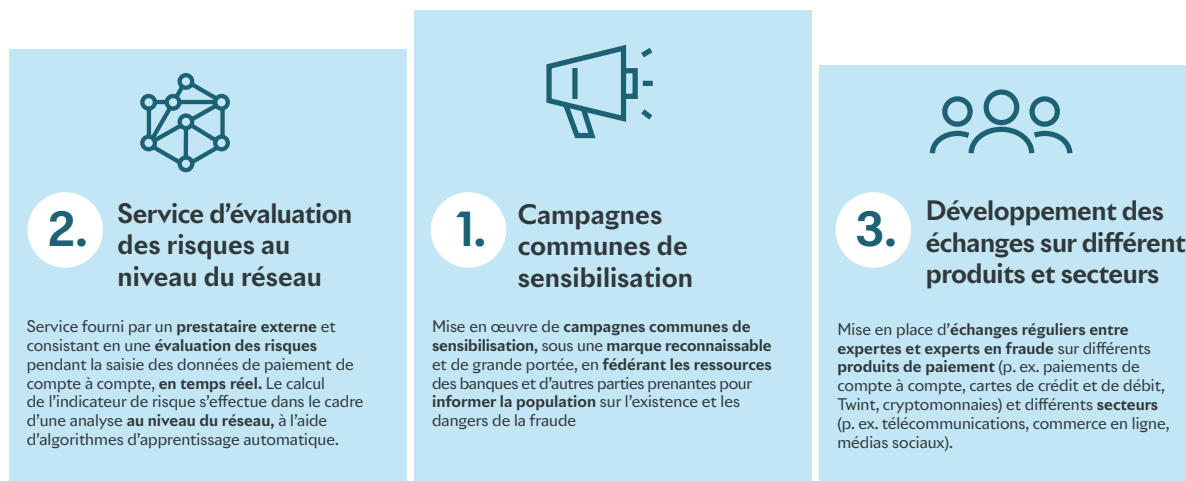 2.
Service d’évaluation
des risques au
niveau du réseau
Service fourni par un prestataire externe et
consistant en une évaluation des risques
pendant la saisie des données de paiement de
compte à compte, en temps réel. Le calcul
de l’indicateur de risque s’effectue dans le cadre
d’une analyse au niveau du réseau, à l’aide
d’algorithmes d’apprentissage automatique.
1.
Campagnes
communes de
sensibilisation
Mise en œuvre de campagnes communes de
sensibilisation, sous une marque reconnaissable
et de grande portée, en fédérant les ressources
des banques et d’autres parties prenantes pour
informer la population sur l’existence et les
dangers de la fraude
3.
Développement des
échanges sur différent
produits et secteurs
Mise en place d’échanges réguliers entre
expertes et experts en fraude sur différents
produits de paiement (p. ex. paiements de
compte à compte, cartes de crédit et de débit,
Twint, cryptomonnaies) et différents secteurs
(p. ex. télécommunications, commerce en ligne,
médias sociaux).